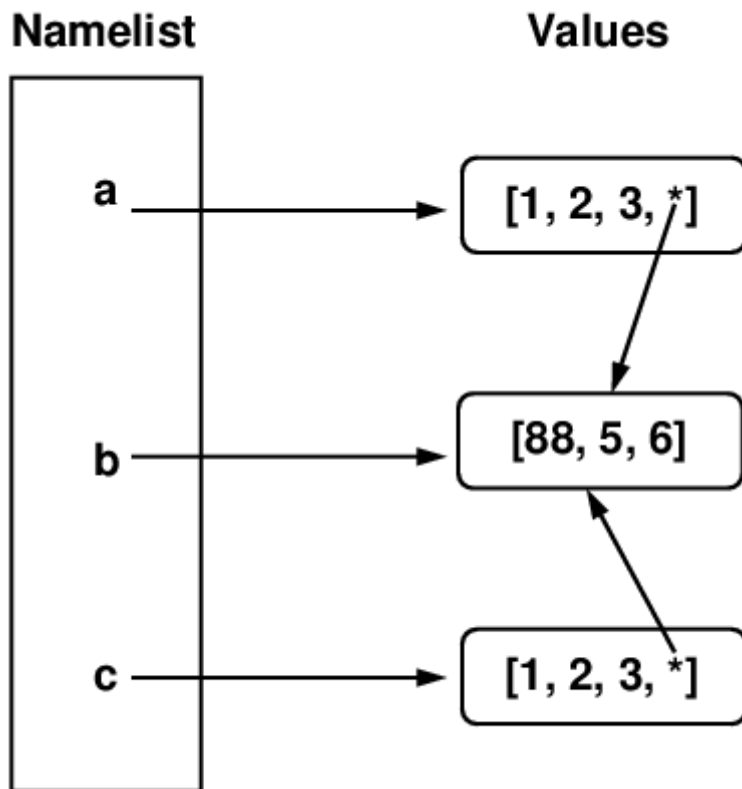 Namelist Values
a [1, 2, 3, *]
b [88, 5, 6]
c [1, 2, 3, *]